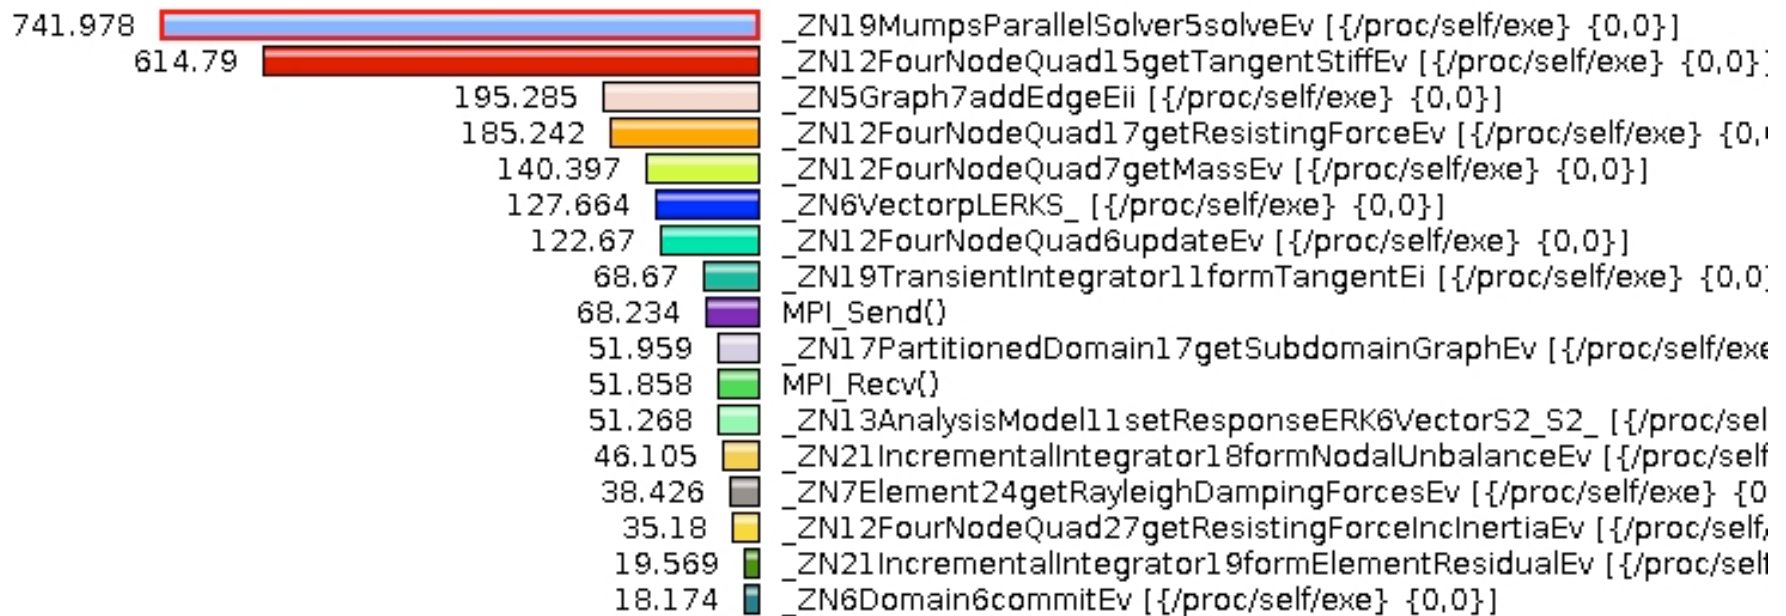 741.978 _ZN19MumpsParallelSolver5solveEv [{/proc/self/exe} {0,0}]
614.79 _ZN12FourNodeQuad15getTangentStiffEv [{/proc/self/exe} {0,0}]
195.285 _ZN5Graph7addEdgeEii [{/proc/self/exe} {0,0}]
185.242 _ZN12FourNodeQuad17getResistingForceEv [{/proc/self/exe} {0,
140.397 _ZN12FourNodeQuad7getMassEv [{/proc/self/exe} {0,0}]
127.664 _ZN6VectorpLERKS_ [{/proc/self/exe} {0,0}]
122.67 _ZN12FourNodeQuad6updateEv [{/proc/self/exe} {0,0}]
68.67 _ZN19TransientIntegrator11formTangentEi [{/proc/self/exe} {0,0}
68.234 MPI_Send()
51.959 _ZN17PartitionedDomain17getSubdomainGraphEv [{/proc/self/exe
51.858 MPI_Recv()
51.268 _ZN13AnalysisModel11setResponseERK6VectorS2_S2_ [{/proc/sel
46.105 _ZN21IncrementalIntegrator18formNodalUnbalanceEv [{/proc/self
38.426 _ZN7Element24getRayleighDampingForcesEv [{/proc/self/exe} {0
35.18 _ZN12FourNodeQuad27getResistingForceIncInertiaEv [{/proc/self/
19.569 _ZN21IncrementalIntegrator19formElementResidualEv [{/proc/self
18.174 _ZN6Domain6commitEv [{/proc/self/exe} {0,0}]